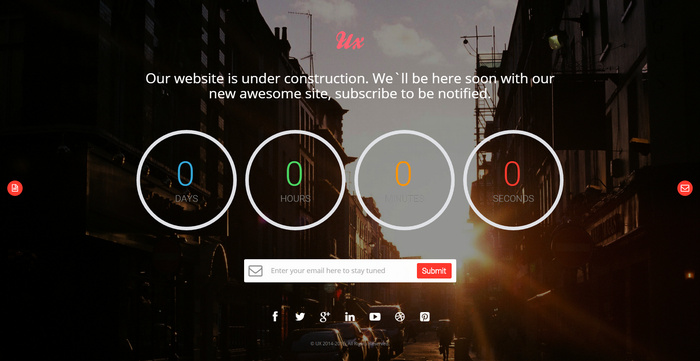 Ux
Our website is under construction. We`ll be here soon with our
new awesome site, subscribe to be notified.
0
0
0
0
DAYS
HOURS
MINUTES
SECONDS
Enter your email here to stay tuned
Submit
© UX 2014 All Rights Reserved